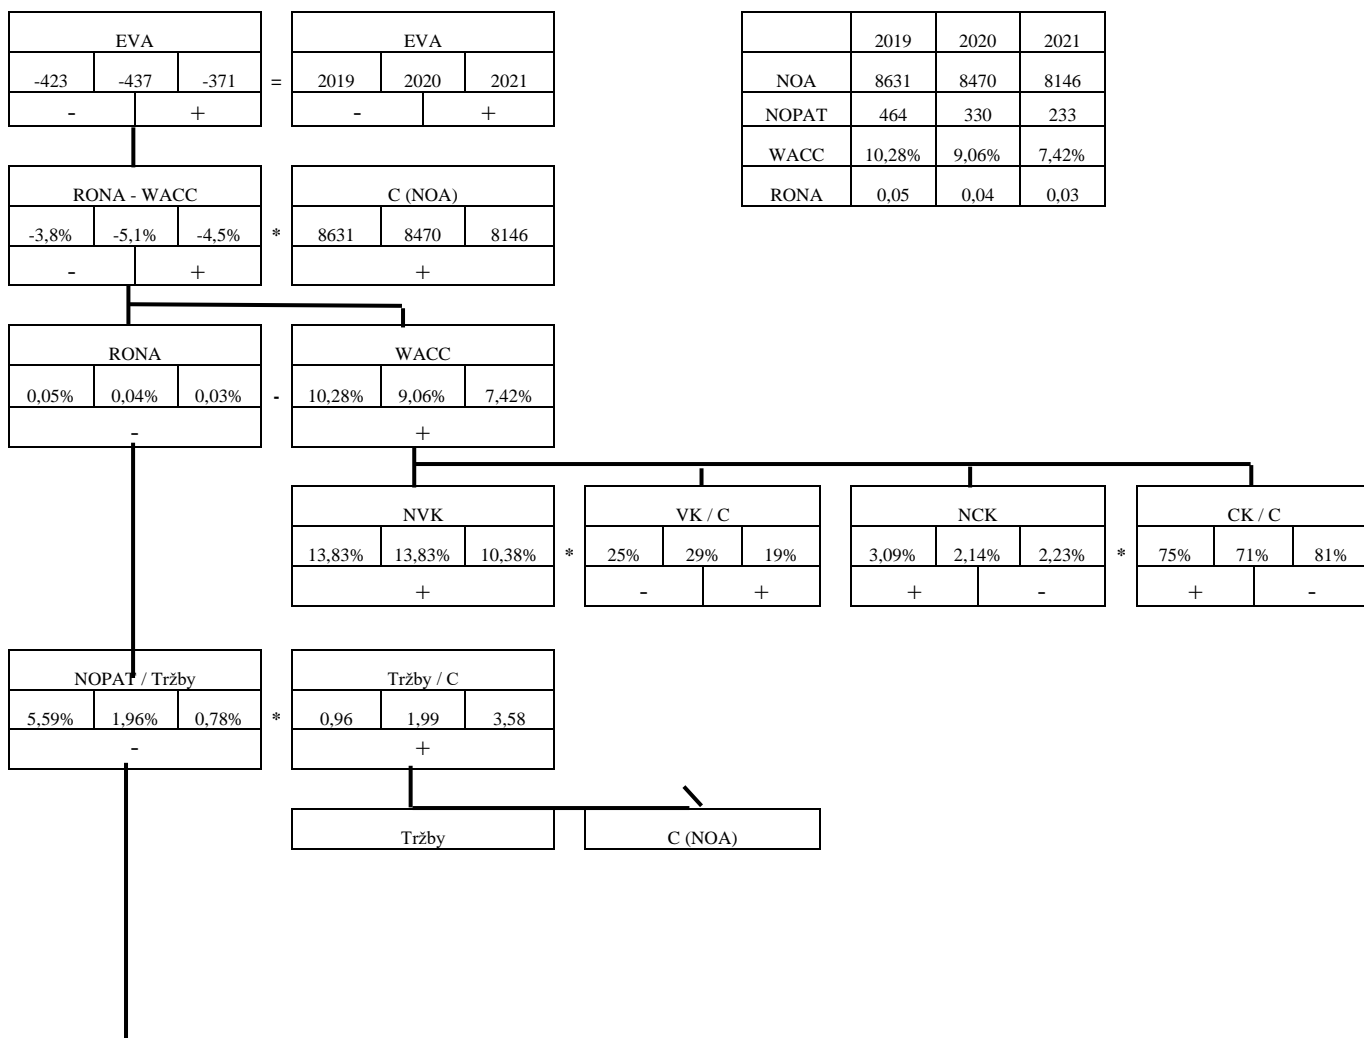 EVA
-423 -437 -371
- +
=
EVA
2019 2020 2021
- +
2019 2020 2021
NOA 8631 8470 8146
NOPAT 464 330 233
WACC 10,28% 9,06% 7,42%
RONA 0,05 0,04 0,03
RONA - WACC
-3,8% -5,1% -4,5%
- +
*
C (NOA)
8631 8470 8146
+
RONA
0,05% 0,04% 0,03%
-
-
WACC
10,28% 9,06% 7,42%
+
NVK
13,83% 13,83% 10,38%
+
*
VK / C
25% 29% 19%
- +
NCK
3,09% 2,14% 2,23%
+ -
*
CK / C
75% 71% 81%
+ -
NOPAT / Tržby
5,59% 1,96% 0,78%
-
*
Tržby / C
0,96 1,99 3,58
+
Tržby
C (NOA)